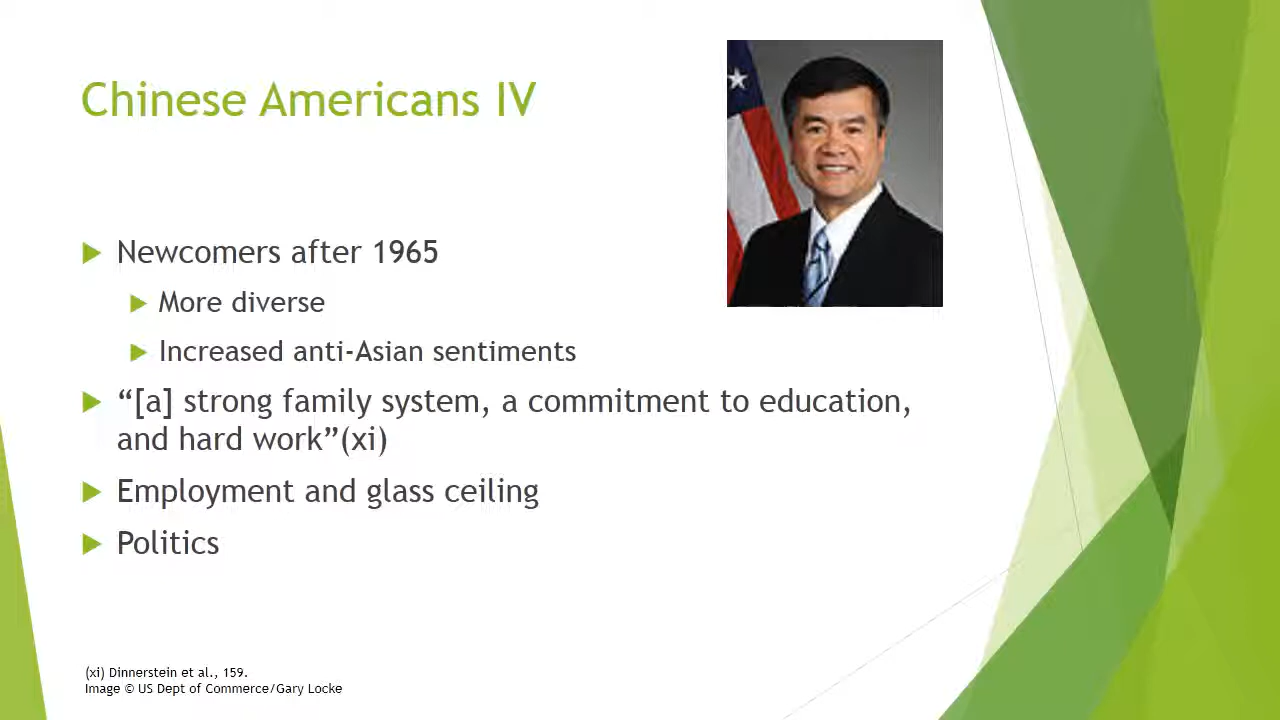 Chinese Americans IV
Newcomers after 1965
More diverse
Increased anti-Asian sentiments
“[a] strong family system, a commitment to education,
and hard work”(xi)
Employment and glass ceiling
Politics
(xi) Dinnerstein et al., 159.
Image © US Dept of Commerce/Gary Locke